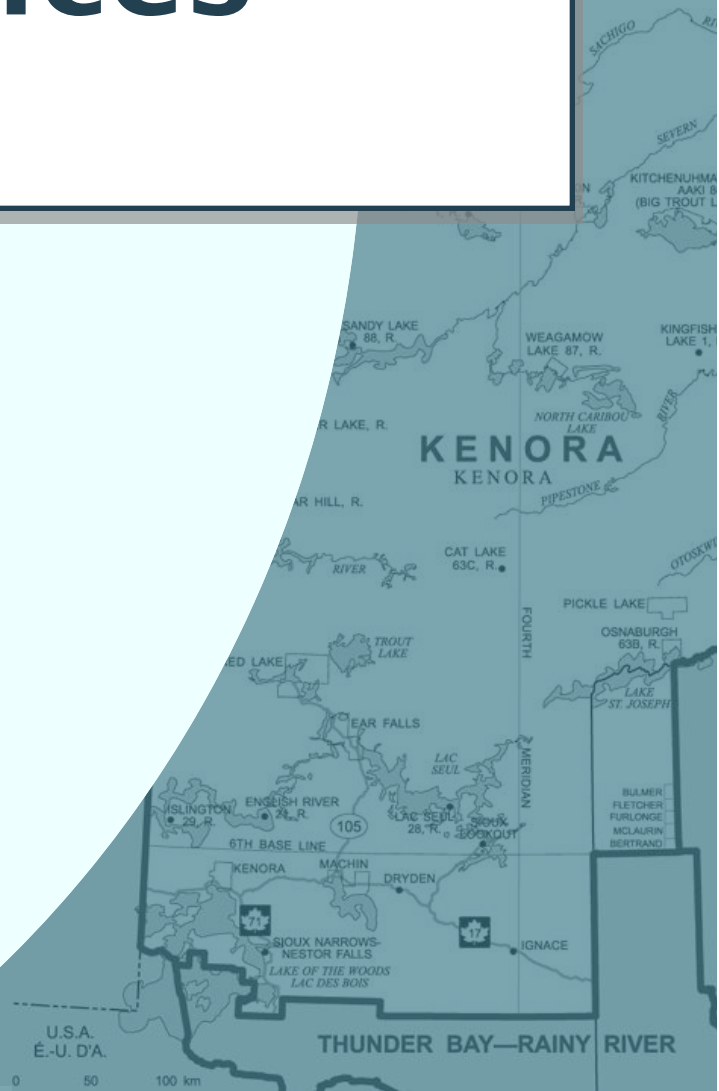 ices
SACHIGO
RI
SEVERN
KITCHENUHMA
AAKI 8
(BIG TROUT L
SANDY LAKE
88, R.
WEAGAMOW
LAKE 87, R.
KINGFISH
LAKE 1,
NORTH CARIBOU
LAKE
RIVER
R LAKE, R.
KENORA
KENORA
PIPESTONE
AR HILL, R.
CAT LAKE
63C, R.
RIVER
OTOSKWI
PICKLE LAKE
FOURTH
OSNABURGH
63B, R.
TROUT
LAKE
ED LAKE
LAKE
ST. JOSEPH
EAR FALLS
LAC
SEUL
MERIDIAN
BULMER
FLETCHER
FURLONGE
MCLAURIN
BERTRAND
ISLINGTON
29, R.
ENGLISH RIVER
21, R.
LAC SEUL
28, R.
SIOUX
LOOKOUT
105
6TH BASE LINE
KENORA
MACHIN
DRYDEN
71
17
SIOUX NARROWS-
NESTOR FALLS
IGNACE
LAKE OF THE WOODS
LAC DES BOIS
U.S.A.
É.-U. D'A.
THUNDER BAY—RAINY RIVER
0 50 100 km